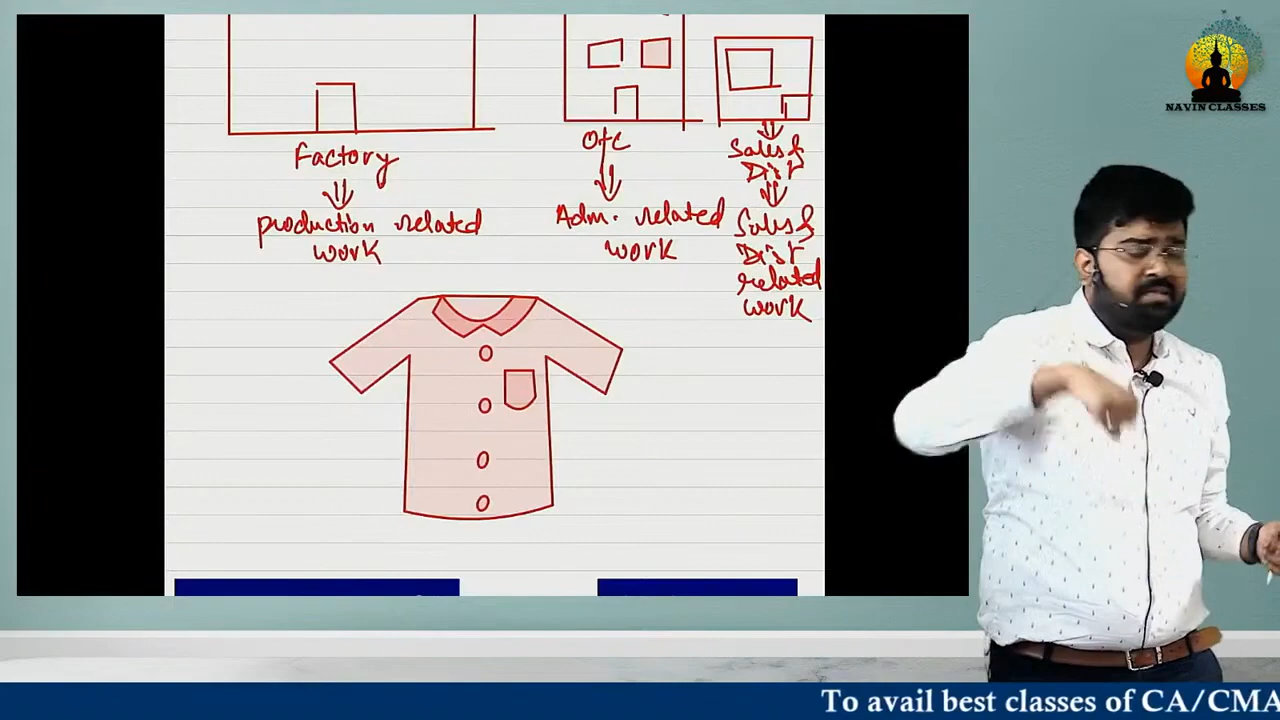 NAVIN CLASSES
Factory
production related
work
Ofc
Adm. related
work
Sales &
Dist
Sales &
Dist
related
work
To avail best classes of CA/CMA